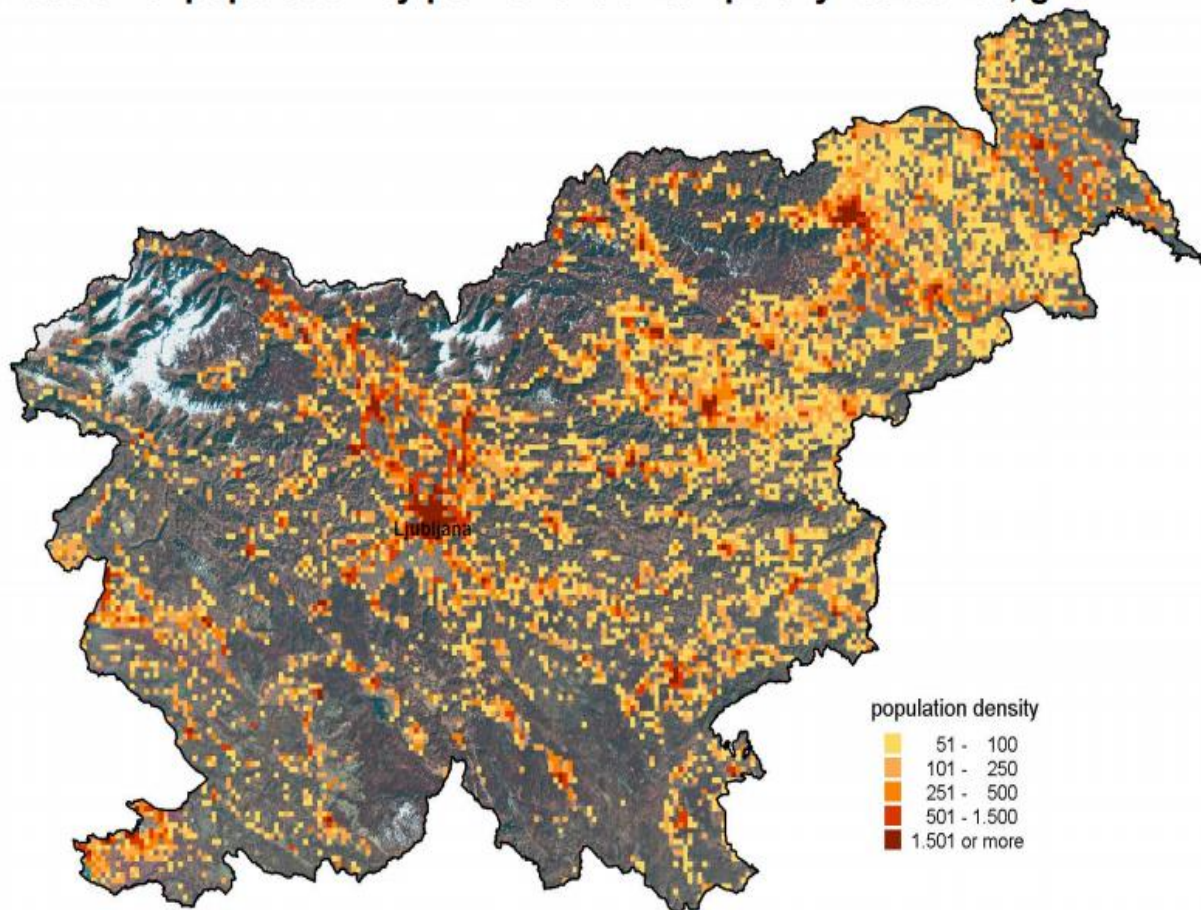 Ljubljana
population density
51 - 100
101 - 250
251 - 500
501 - 1.500
1.501 or more